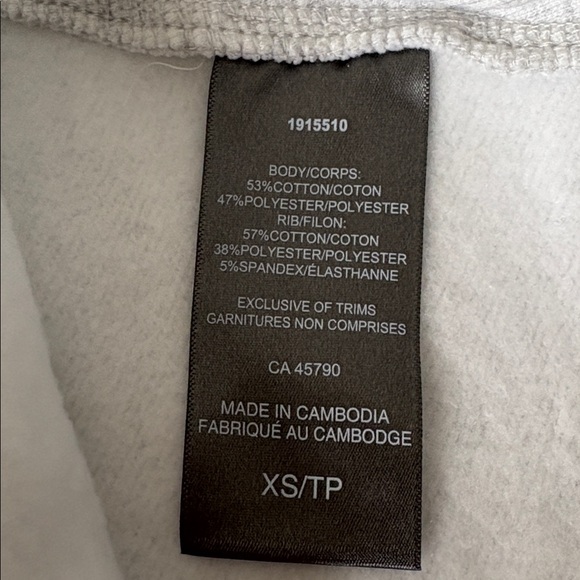 1915510
BODY/CORPS:
53%COTTON/COTON
47%POLYESTER/POLYESTER
RIB/FILON:
57%COTTON/COTON
38%POLYESTER/POLYESTER
5%SPANDEX/ÉLASTHANNE
EXCLUSIVE OF TRIMS
GARNITURES NON COMPRISES
CA 45790
MADE IN CAMBODIA
FABRIQUÉ AU CAMBODGE
XS/TP